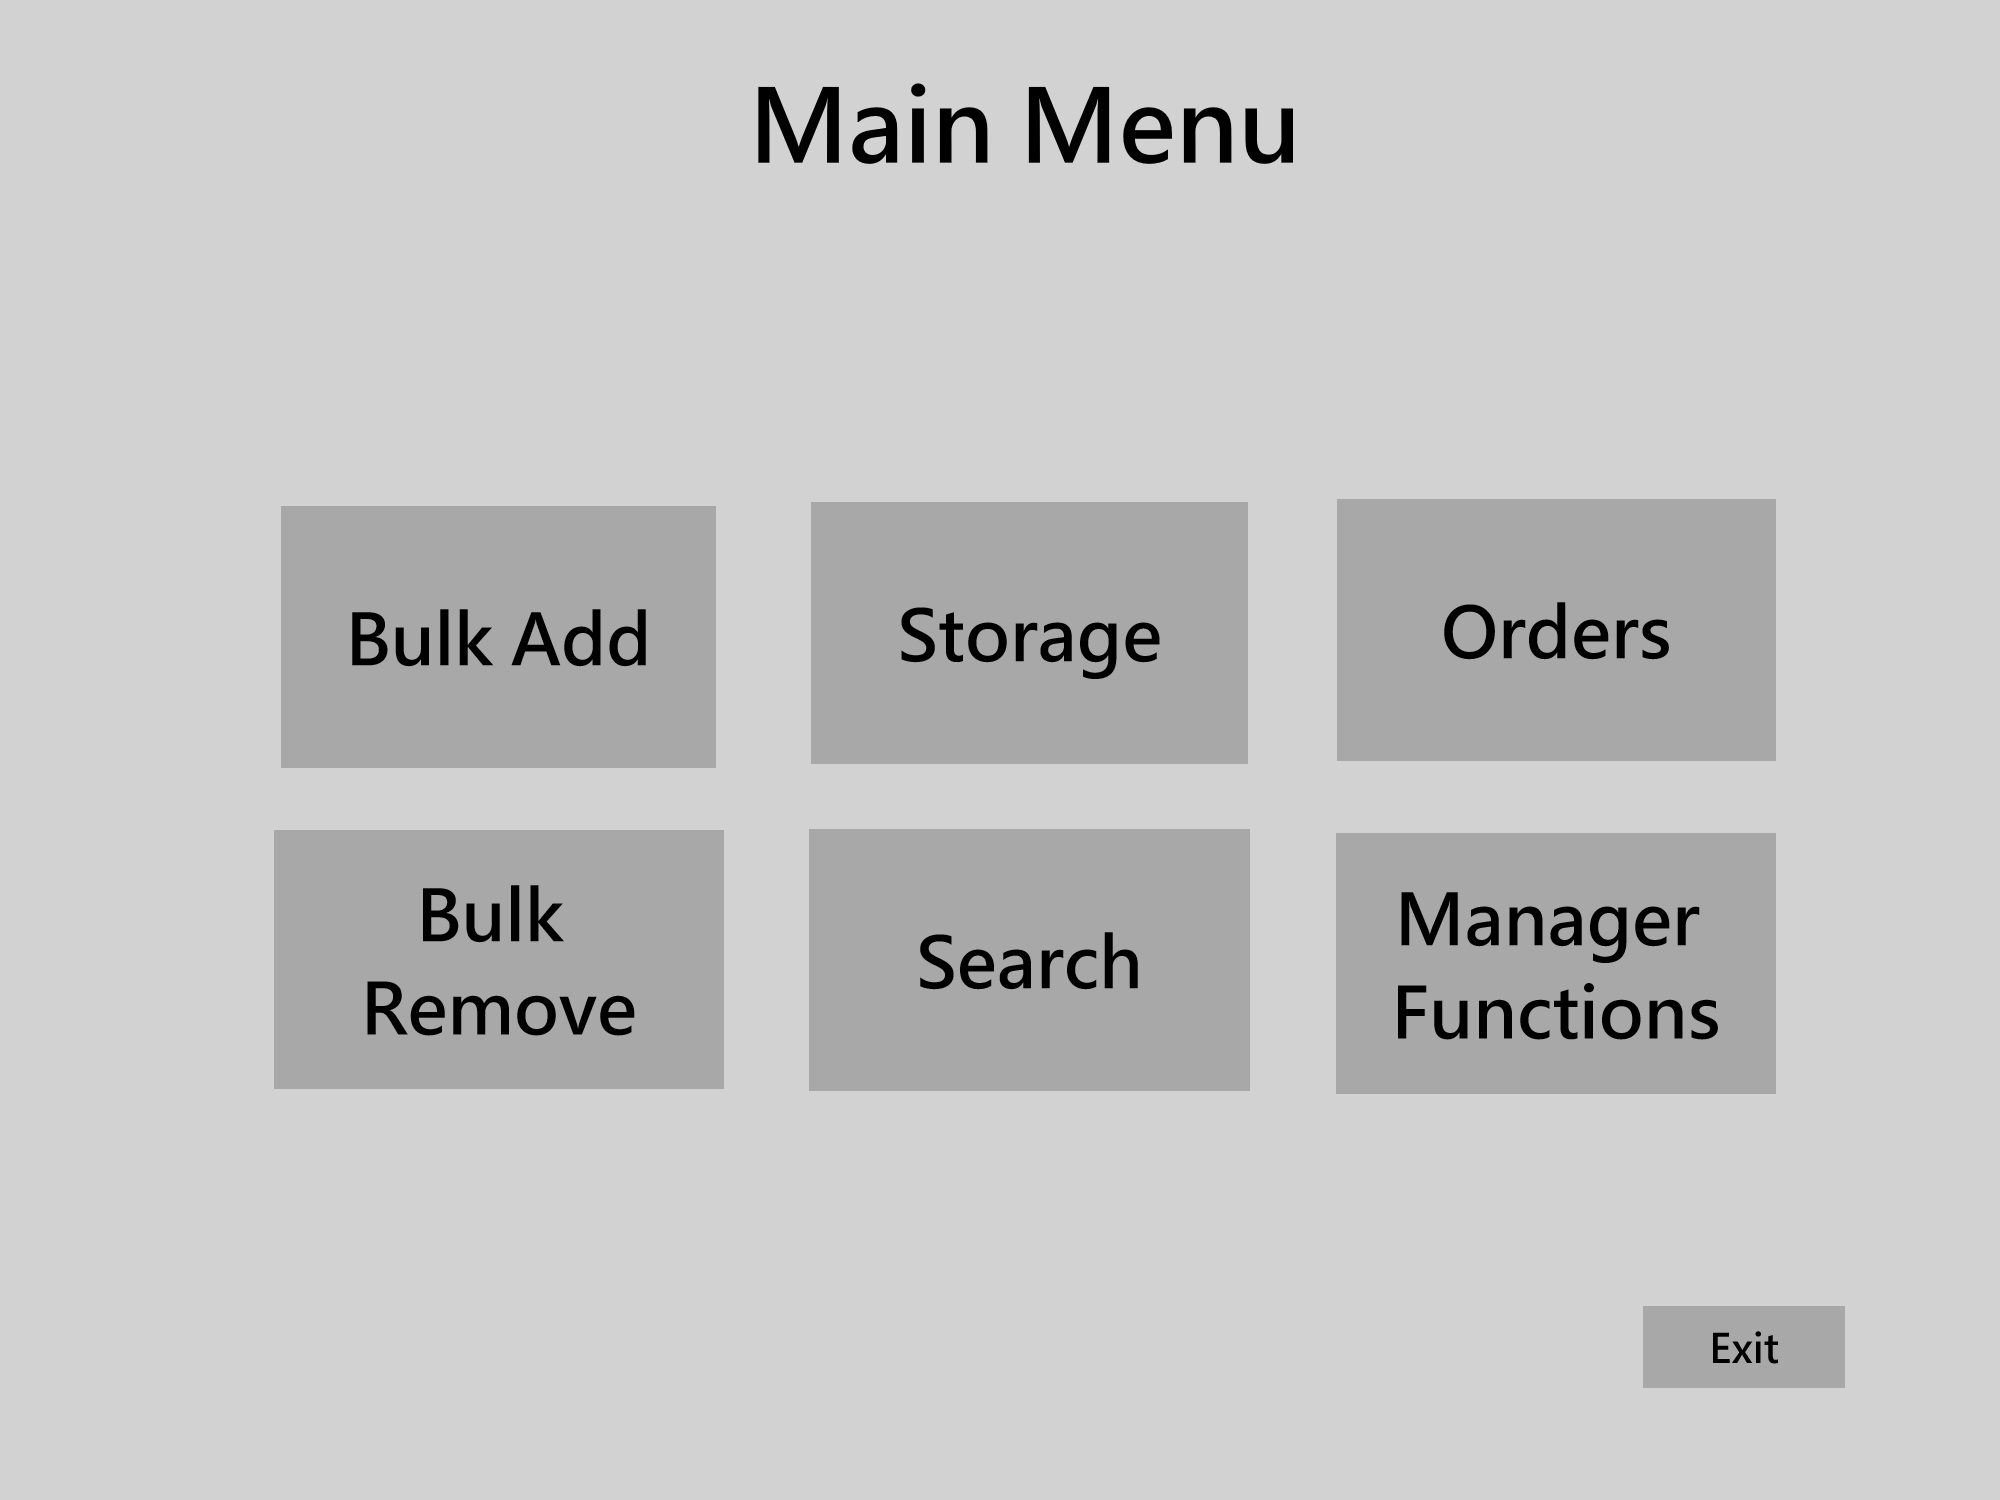 Main Menu
Bulk Add
Storage
Orders
Bulk
Remove
Search
Manager
Functions
Exit